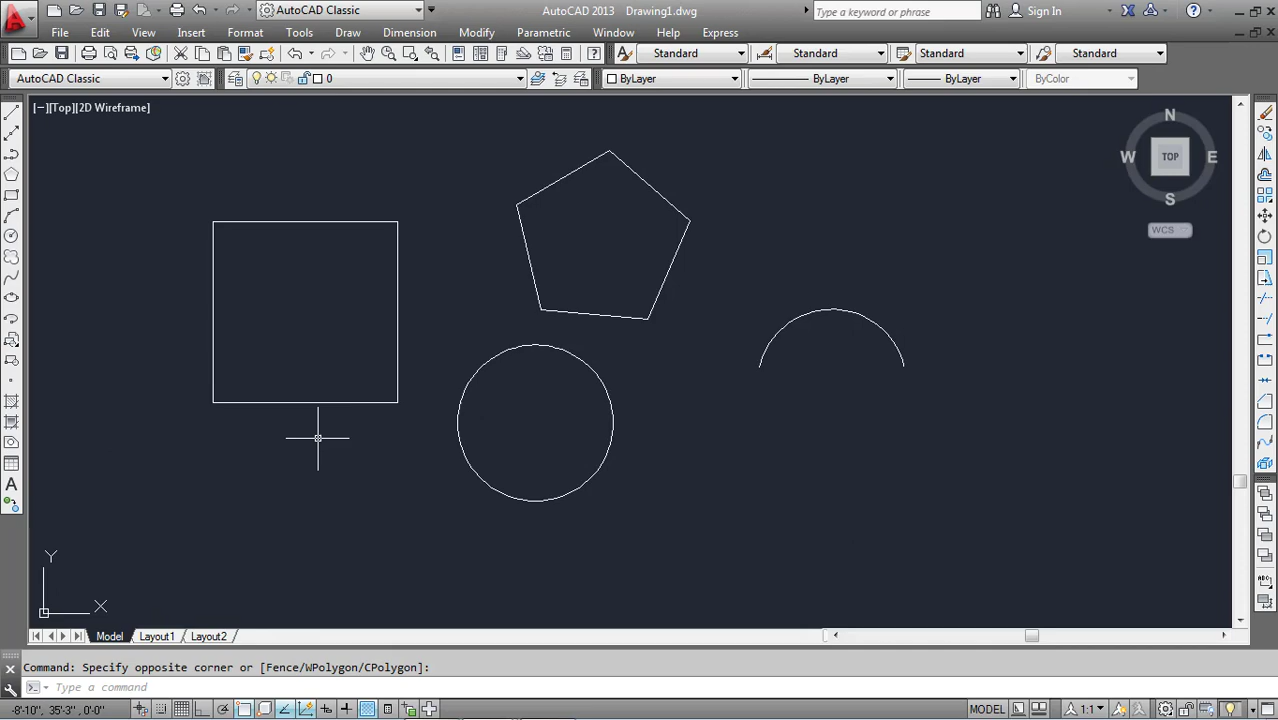 AutoCAD Classic AutoCAD 2013 Drawing1.dwg Type a keyword or phrase Sign In
File Edit View Insert Format Tools Draw Dimension Modify Parametric Window Help Express
Standard Standard Standard Standard
AutoCAD Classic 0 ByLayer ByLayer ByLayer ByColor
[−][Top][2D Wireframe]
N
W TOP E
S
WCS
A
Y
X
Model Layout1 Layout2
Command: Specify opposite corner or [Fence/WPolygon/CPolygon]:
Type a command
-8'-10", 35'-3", 0'-0" MODEL 1:1